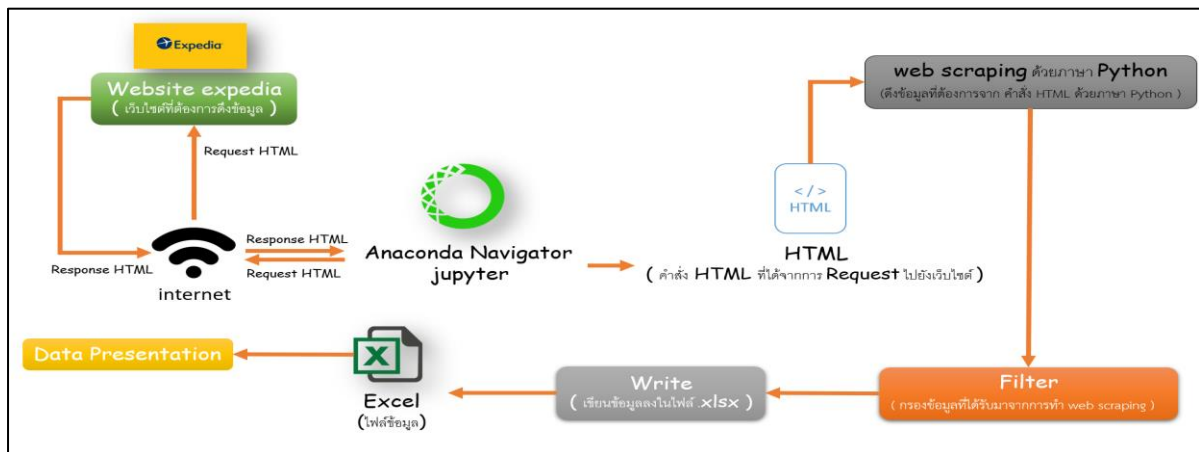 Expedia
Website expedia
( เว็บไซต์ที่ต้องการดึงข้อมูล )
Request HTML
Response HTML
internet
Response HTML
Request HTML
Anaconda Navigator
jupyter
</>
HTML
HTML
( คำสั่ง HTML ที่ได้จากการ Request ไปยังเว็บไซต์ )
web scraping ด้วยภาษา Python
(ดึงข้อมูลที่ต้องการจาก คำสั่ง HTML ด้วยภาษา Python )
Filter
( กรองข้อมูลที่ได้รับมาจากการทำ web scraping )
Write
( เขียนข้อมูลลงในไฟล์ .xlsx )
X
Excel
(ไฟล์ข้อมูล)
Data Presentation